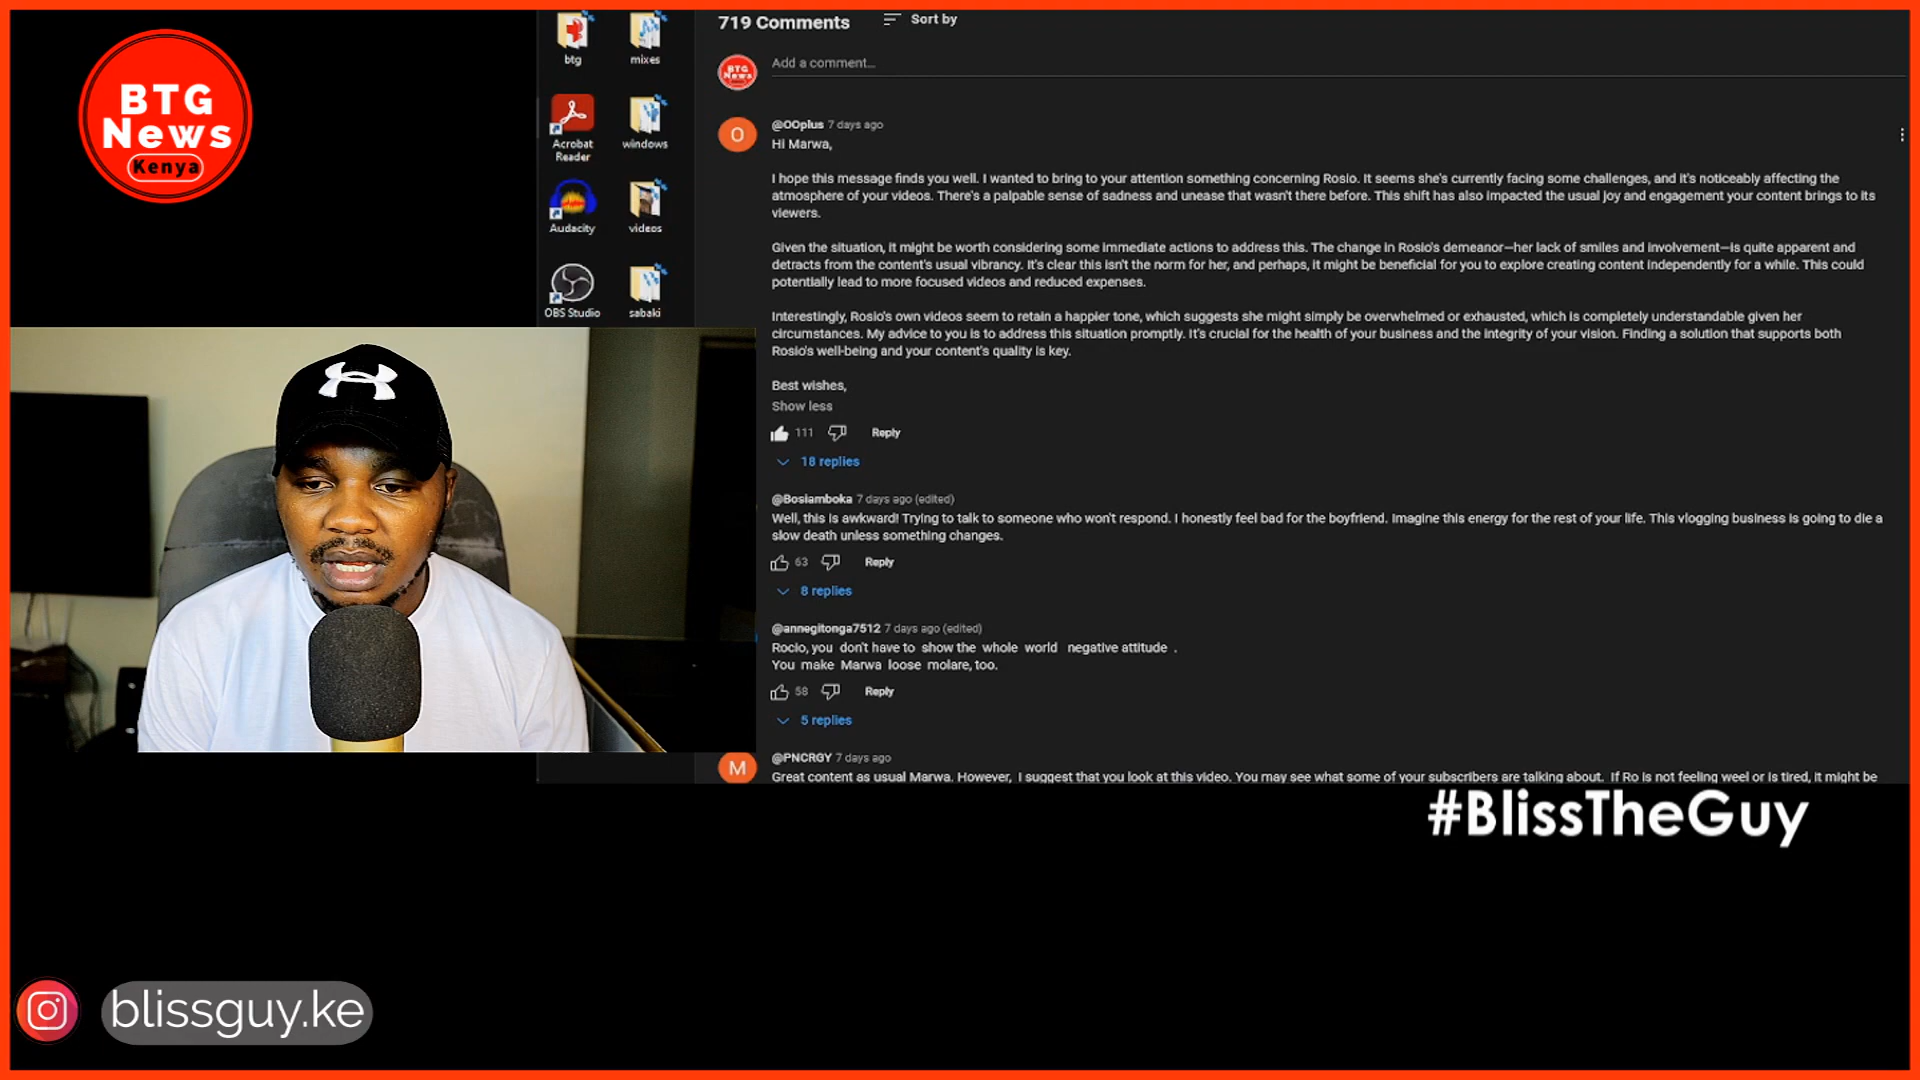 BTG
News
Kenya
btg
mixes
Acrobat
Reader
windows
Audacity
videos
OBS Studio
sabaki
719 Comments
Sort by
BTG
News
Add a comment...
O
@OOplus 7 days ago
Hi Marwa,
I hope this message finds you well. I wanted to bring to your attention something concerning Rosio. It seems she's currently facing some challenges, and it's noticeably affecting the
atmosphere of your videos. There's a palpable sense of sadness and unease that wasn't there before. This shift has also impacted the usual joy and engagement your content brings to its
viewers.
Given the situation, it might be worth considering some immediate actions to address this. The change in Rosio's demeanor—her lack of smiles and involvement—is quite apparent and
detracts from the content's usual vibrancy. It's clear this isn't the norm for her, and perhaps, it might be beneficial for you to explore creating content independently for a while. This could
potentially lead to more focused videos and reduced expenses.
Interestingly, Rosio's own videos seem to retain a happier tone, which suggests she might simply be overwhelmed or exhausted, which is completely understandable given her
circumstances. My advice to you is to address this situation promptly. It's crucial for the health of your business and the integrity of your vision. Finding a solution that supports both
Rosio's well-being and your content's quality is key.
Best wishes,
Show less
111
Reply
18 replies
@Bosiamboka 7 days ago (edited)
Well, this is awkward! Trying to talk to someone who won't respond. I honestly feel bad for the boyfriend. Imagine this energy for the rest of your life. This vlogging business is going to die a
slow death unless something changes.
63
Reply
8 replies
@annegitonga7512 7 days ago (edited)
Rocio, you don't have to show the whole world negative attitude .
You make Marwa loose molare, too.
58
Reply
5 replies
M
@PNCRGY 7 days ago
Great content as usual Marwa. However, I suggest that you look at this video. You may see what some of your subscribers are talking about. If Ro is not feeling weel or is tired, it might be
#BlissTheGuy
blissguy.ke